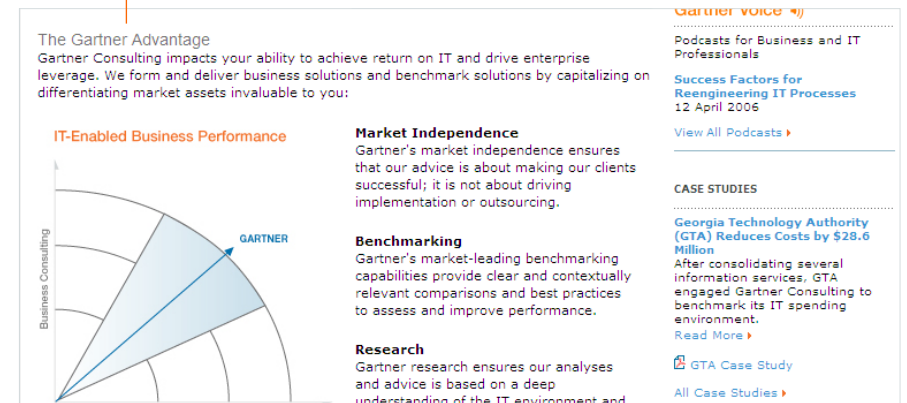 The Gartner Advantage
Gartner Consulting impacts your ability to achieve return on IT and drive enterprise
leverage. We form and deliver business solutions and benchmark solutions by capitalizing on
differentiating market assets invaluable to you:
IT-Enabled Business Performance
Business Consulting
GARTNER
Market Independence
Gartner's market independence ensures
that our advice is about making our clients
successful; it is not about driving
implementation or outsourcing.
Benchmarking
Gartner's market-leading benchmarking
capabilities provide clear and contextually
relevant comparisons and best practices
to assess and improve performance.
Research
Gartner research ensures our analyses
and advice is based on a deep
understanding of the IT environment and
Gartner Voice
Podcasts for Business and IT
Professionals
Success Factors for
Reengineering IT Processes
12 April 2006
View All Podcasts
CASE STUDIES
Georgia Technology Authority
(GTA) Reduces Costs by $28.6
Million
After consolidating several
information services, GTA
engaged Gartner Consulting to
benchmark its IT spending
environment.
Read More
GTA Case Study
All Case Studies